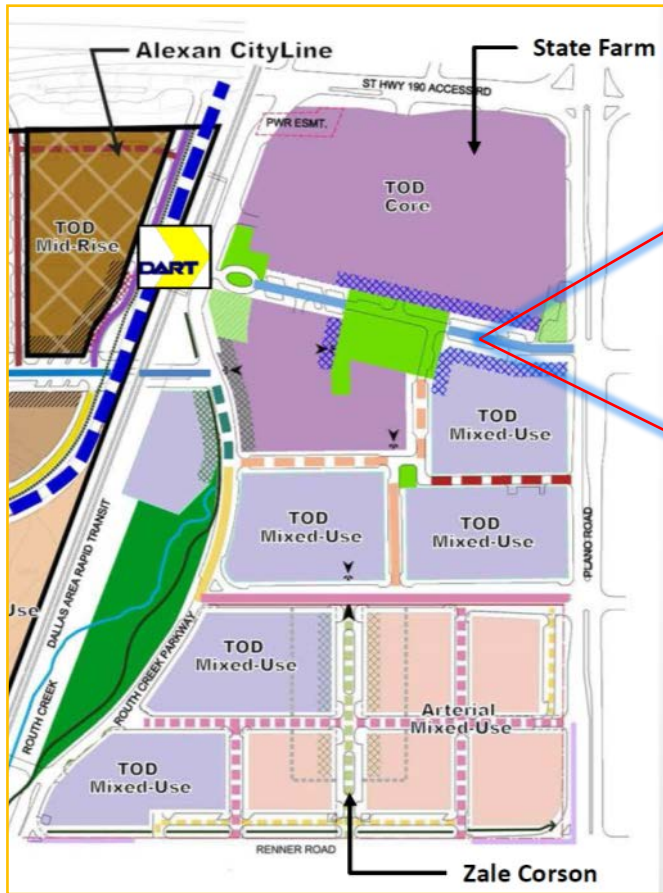 Alexan CityLine
State Farm
ST HWY 190 ACCESS RD
PWR ESMT.
TOD
Core
TOD
Mid-Rise
DART
TOD
Mixed-Use
TOD
Mixed-Use
TOD
Mixed-Use
PLANO ROAD
DALLAS AREA RAPID TRANSIT
Use
ROUTH CREEK
ROUTH CREEK PARKWAY
TOD
Mixed-Use
Arterial
Mixed-Use
TOD
Mixed-Use
RENNER ROAD
Zale Corson